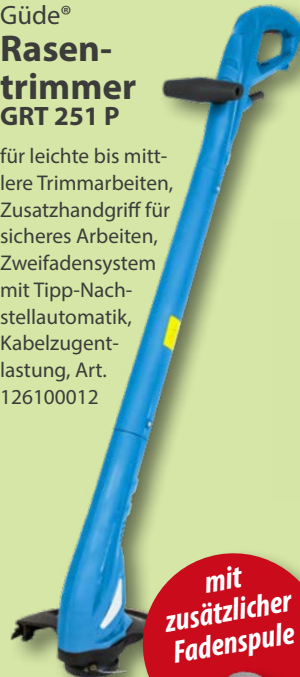 Güde®
Rasen-
trimmer
GRT 251 P
für leichte bis mitt-
lere Trimmarbeiten,
Zusatzhandgriff für
sicheres Arbeiten,
Zweifadensystem
mit Tipp-Nach-
stellautomatik,
Kabelzugent-
lastung, Art.
126100012
mit
zusätzlicher
Fadenspule